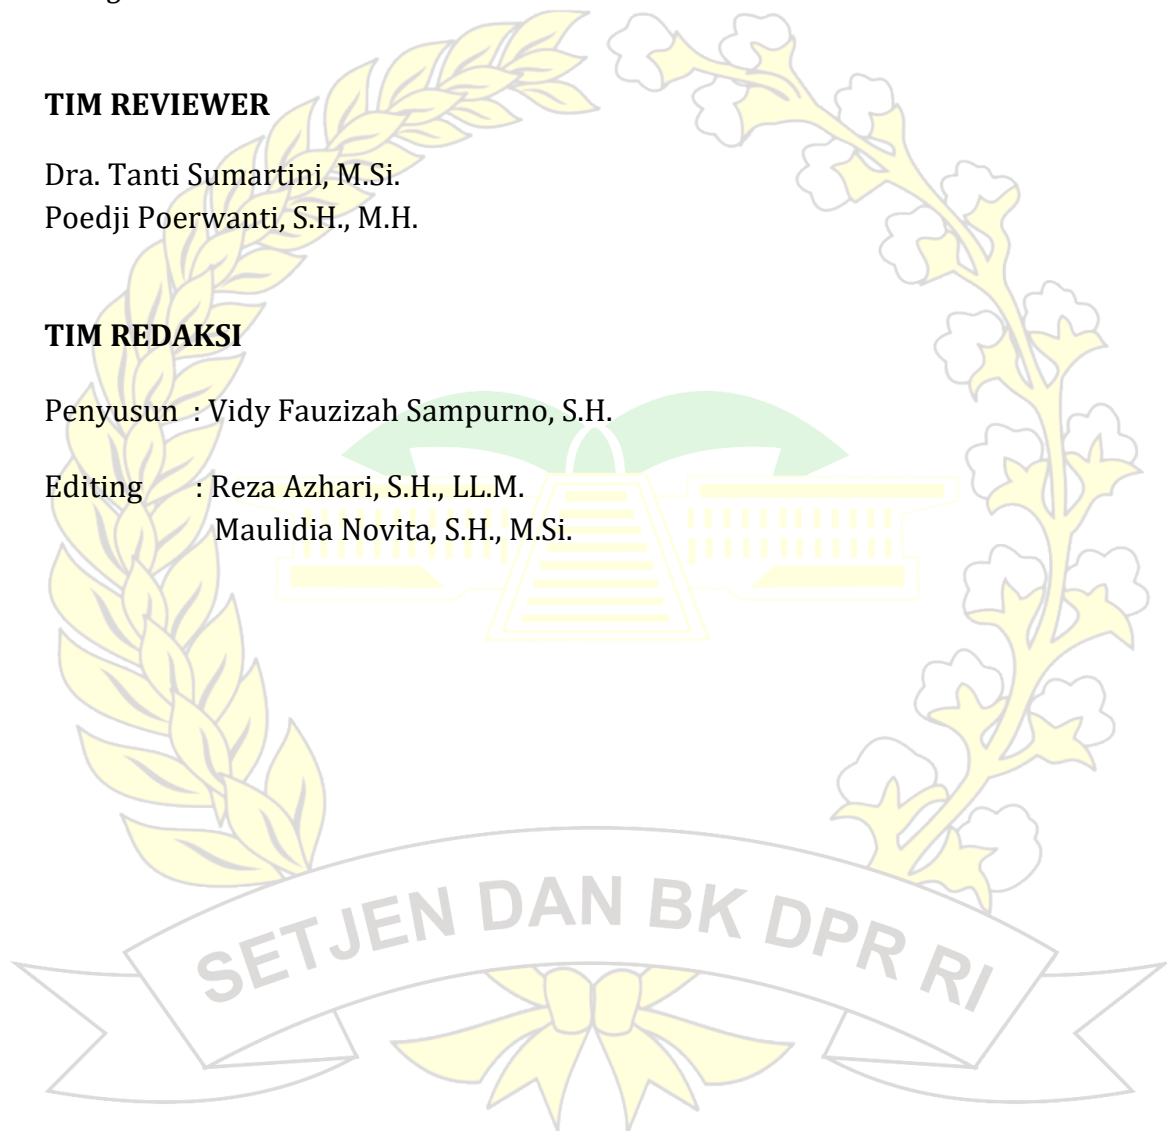 TIM REVIEWER
Dra. Tanti Sumartini, M.Si.
Poedji Poerwanti, S.H., M.H.
TIM REDAKSI
Penyusun : Vidy Fauzizah Sampurno, S.H.
Editing : Reza Azhari, S.H., LL.M.
Maulidia Novita, S.H., M.Si.
SETJEN DAN BK DPR RI